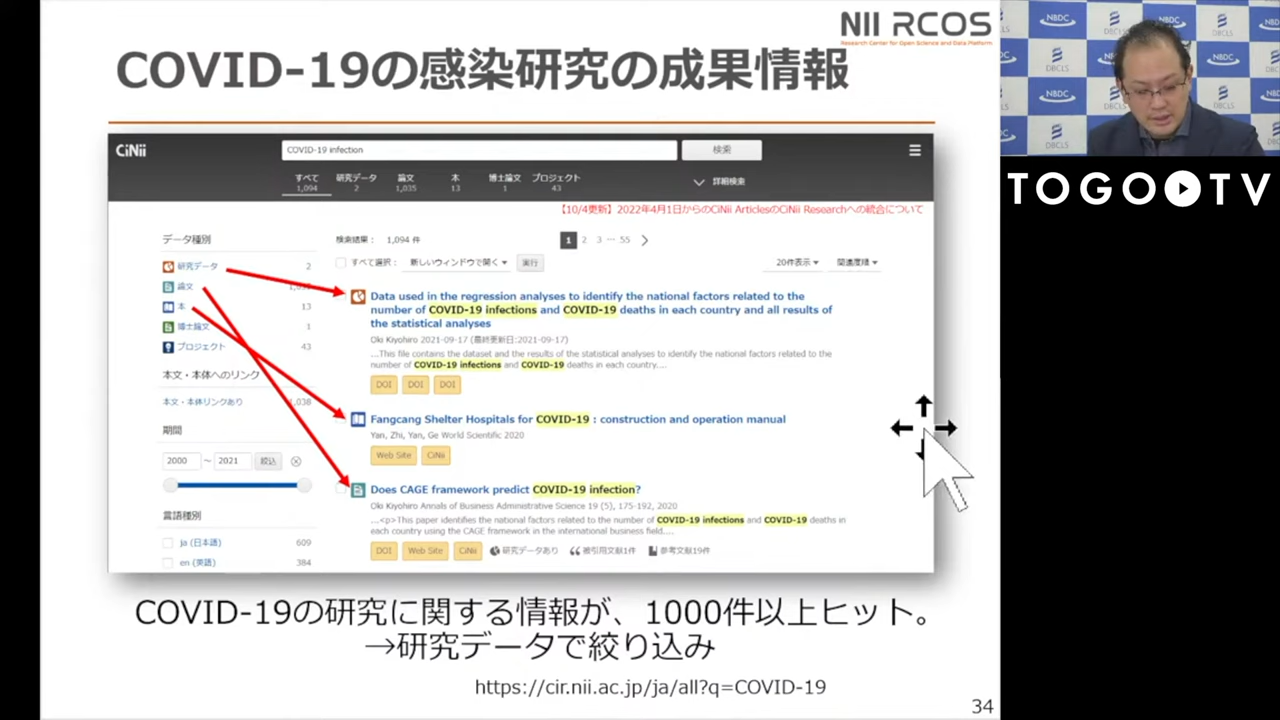 NII RCOS
Research Center for Open Science and Data Platform
COVID-19の感染研究の成果情報
CiNii
COVID-19 infection
検索
すべて 研究データ 論文 本 博士論文 プロジェクト
1,094 2 1,035 13 1 43
詳細検索
【10/4更新】2022年4月1日からのCiNii ArticlesのCiNii Researchへの統合について
データ種別
研究データ 2
論文
本 13
博士論文 1
プロジェクト 43
本文・本体へのリンク
本文・本体リンクあり 1,038
期間
2000 ~ 2021 絞込
言語種別
ja (日本語) 609
en (英語) 384
検索結果： 1,094 件
1 2 3 … 55
すべて選択： 新しいウィンドウで開く 実行
20件表示 関連度順
Data used in the regression analyses to identify the national factors related to the
number of COVID-19 infections and COVID-19 deaths in each country and all results of
the statistical analyses
Oki Kiyohiro 2021-09-17 (最終更新日:2021-09-17)
...This file contains the dataset and the results of the statistical analyses to identify the national factors related to the
number of COVID-19 infections and COVID-19 deaths in each country....
DOI DOI DOI
Fangcang Shelter Hospitals for COVID-19 : construction and operation manual
Yan, Zhi, Yan, Ge World Scientific 2020
Web Site CiNii
Does CAGE framework predict COVID-19 infection?
Oki Kiyohiro Annals of Business Administrative Science 19 (5), 175-192, 2020
...<p>This paper identifies the national factors related to the number of COVID-19 infections and COVID-19 deaths in
each country using the CAGE framework in the international business field....
DOI Web Site CiNii 研究データあり 被引用文献1件 参考文献19件
COVID-19の研究に関する情報が、1000件以上ヒット。
→研究データで絞り込み
https://cir.nii.ac.jp/ja/all?q=COVID-19
34
NBDC
DBCLS
TOGO TV